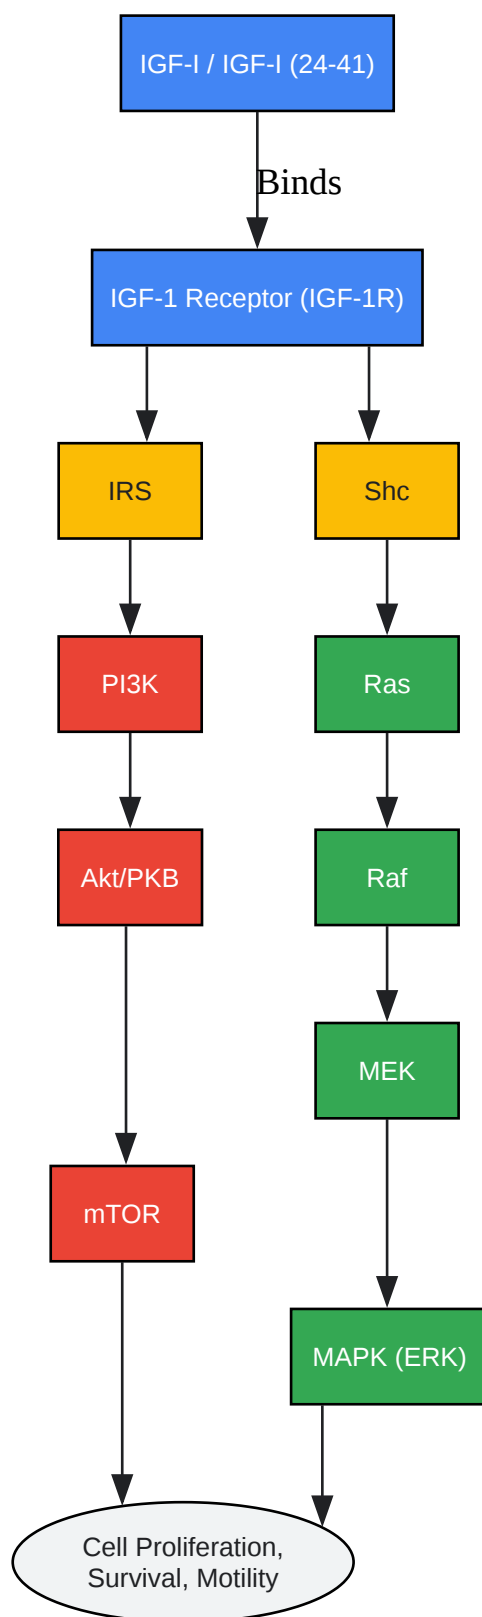 IGF-I / IGF-I (24-41)
Binds
IGF-1 Receptor (IGF-1R)
IRS
Shc
PI3K
Ras
Akt/PKB
Raf
MEK
mTOR
MAPK (ERK)
Cell Proliferation,
Survival, Motility